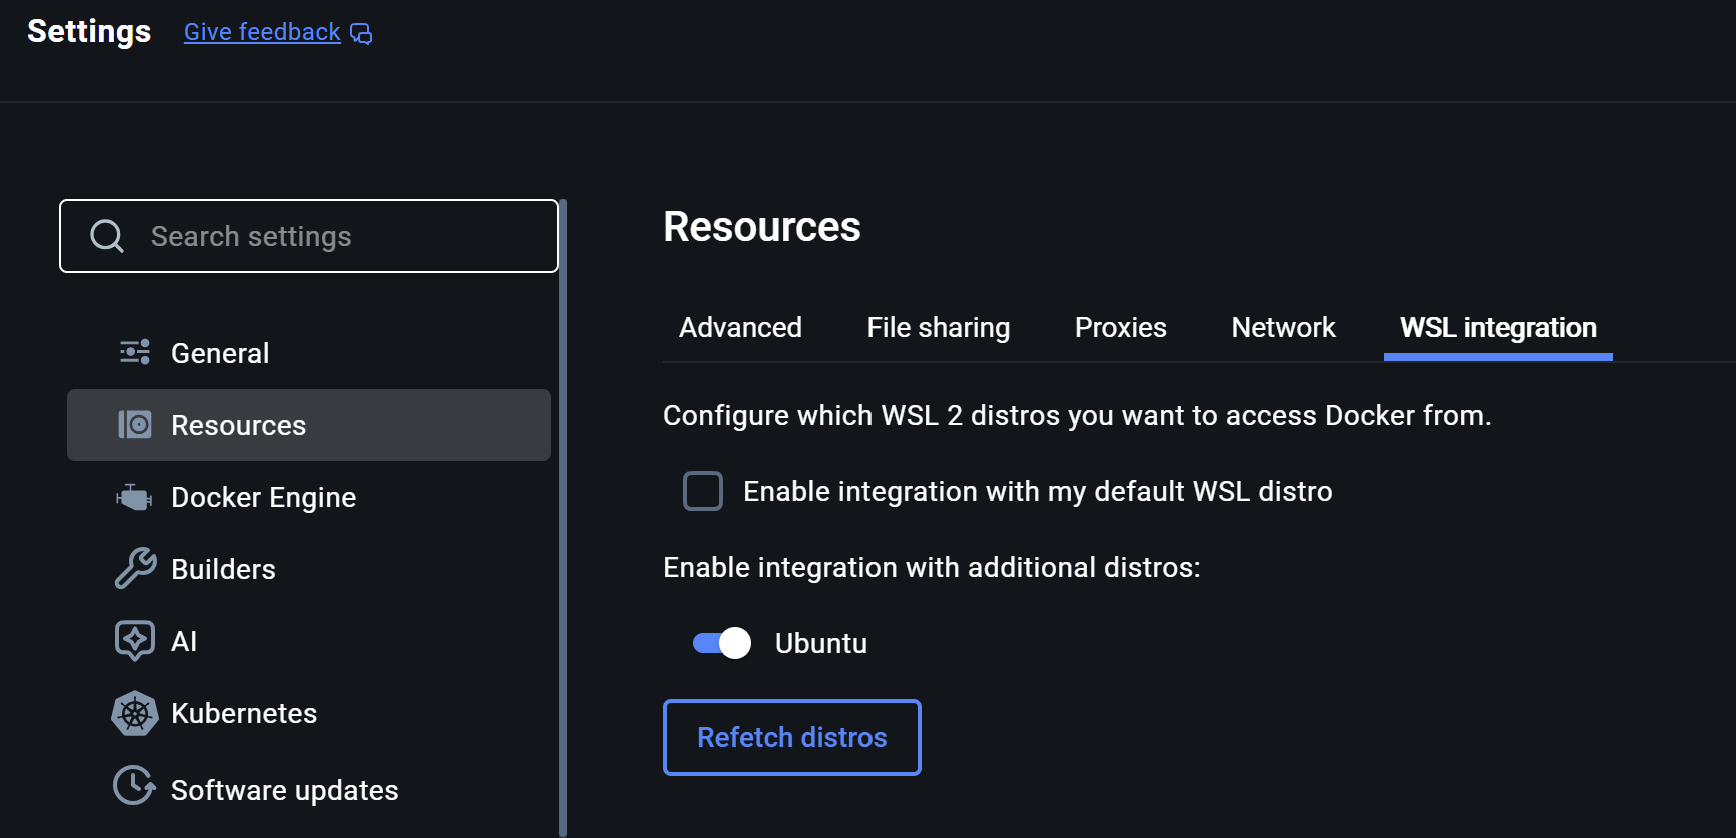 Settings Give feedback
Search settings
General
Resources
Docker Engine
Builders
AI
Kubernetes
Software updates
Resources
Advanced File sharing Proxies Network WSL integration
Configure which WSL 2 distros you want to access Docker from.
Enable integration with my default WSL distro
Enable integration with additional distros:
Ubuntu
Refetch distros